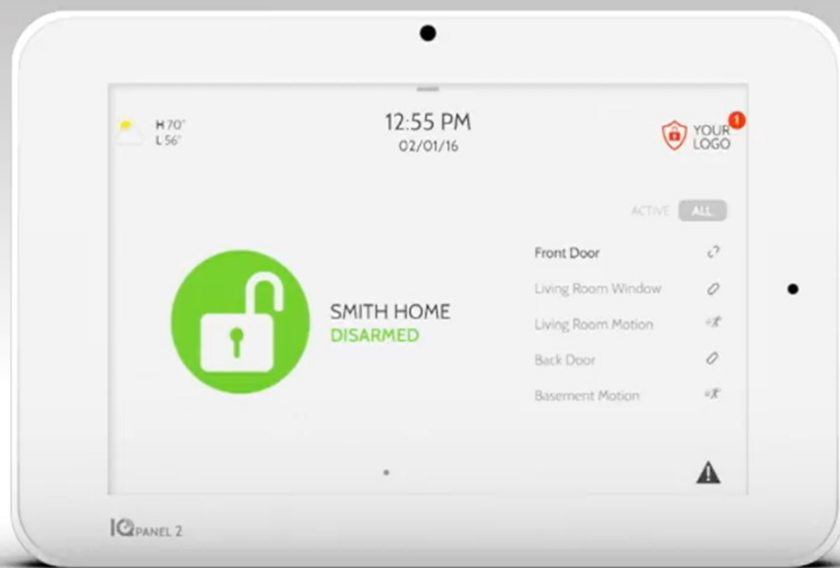 H 70°
L 56°
12:55 PM
02/01/16
YOUR
LOGO
1
ACTIVE
ALL
Front Door
Living Room Window
Living Room Motion
Back Door
Basement Motion
SMITH HOME
DISARMED
IQ PANEL 2